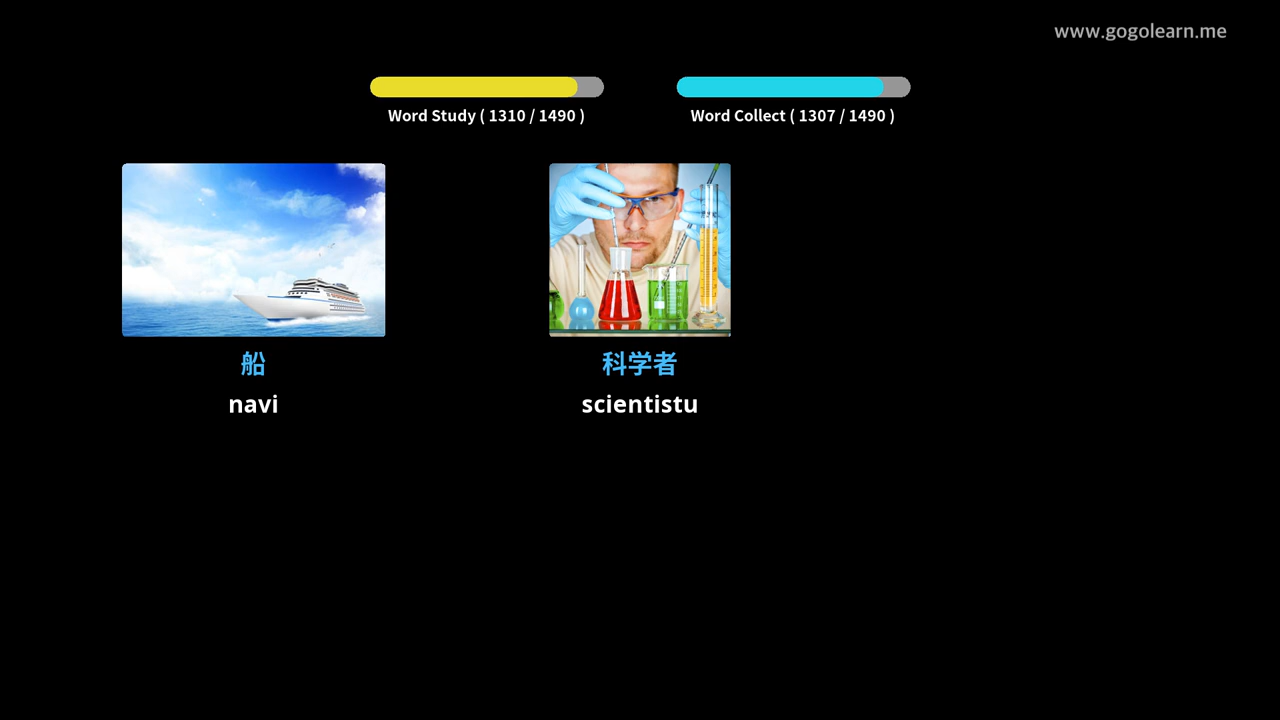 www.gogolearn.me
Word Study ( 1310 / 1490 )
Word Collect ( 1307 / 1490 )
船
navi
科学者
scientistu